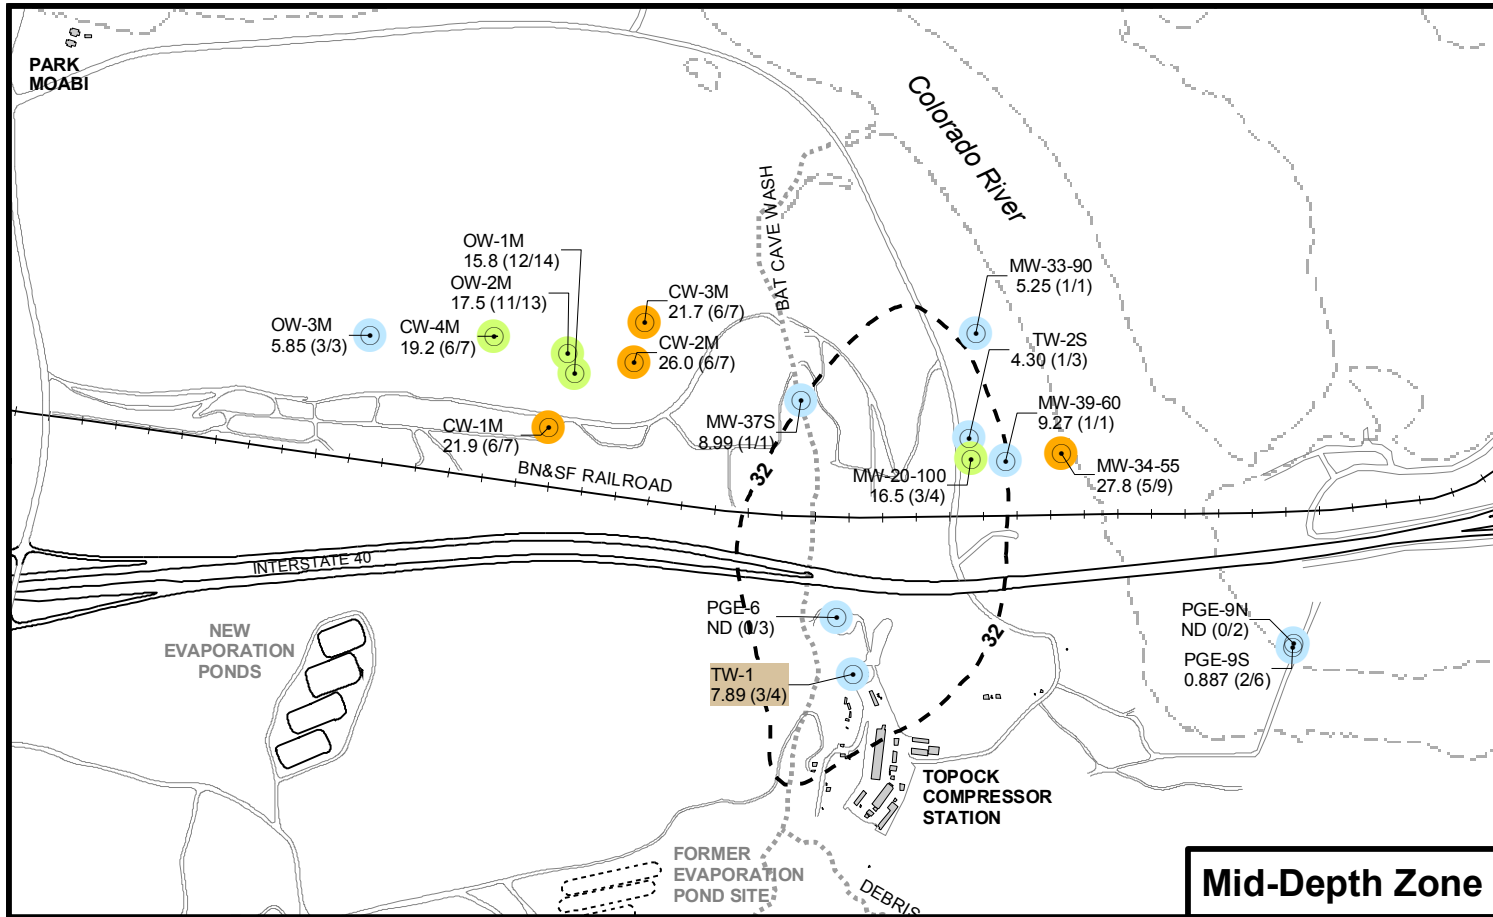 PARK
MOABI
Colorado River
BAT CAVE WASH
OW-1M
15.8 (12/14)
OW-2M
17.5 (11/13)
OW-3M
5.85 (3/3)
CW-4M
19.2 (6/7)
CW-3M
21.7 (6/7)
CW-2M
26.0 (6/7)
CW-1M
21.9 (6/7)
MW-33-90
5.25 (1/1)
TW-2S
4.30 (1/3)
MW-39-60
9.27 (1/1)
MW-37S
8.99 (1/1)
MW-20-100
16.5 (3/4)
MW-34-55
27.8 (5/9)
32
BN&SF RAILROAD
INTERSTATE 40
NEW
EVAPORATION
PONDS
PGE-6
ND (0/3)
TW-1
7.89 (3/4)
32
PGE-9N
ND (0/2)
PGE-9S
0.887 (2/6)
TOPOCK
COMPRESSOR
STATION
FORMER
EVAPORATION
POND SITE
DEBRIS
Mid-Depth Zone